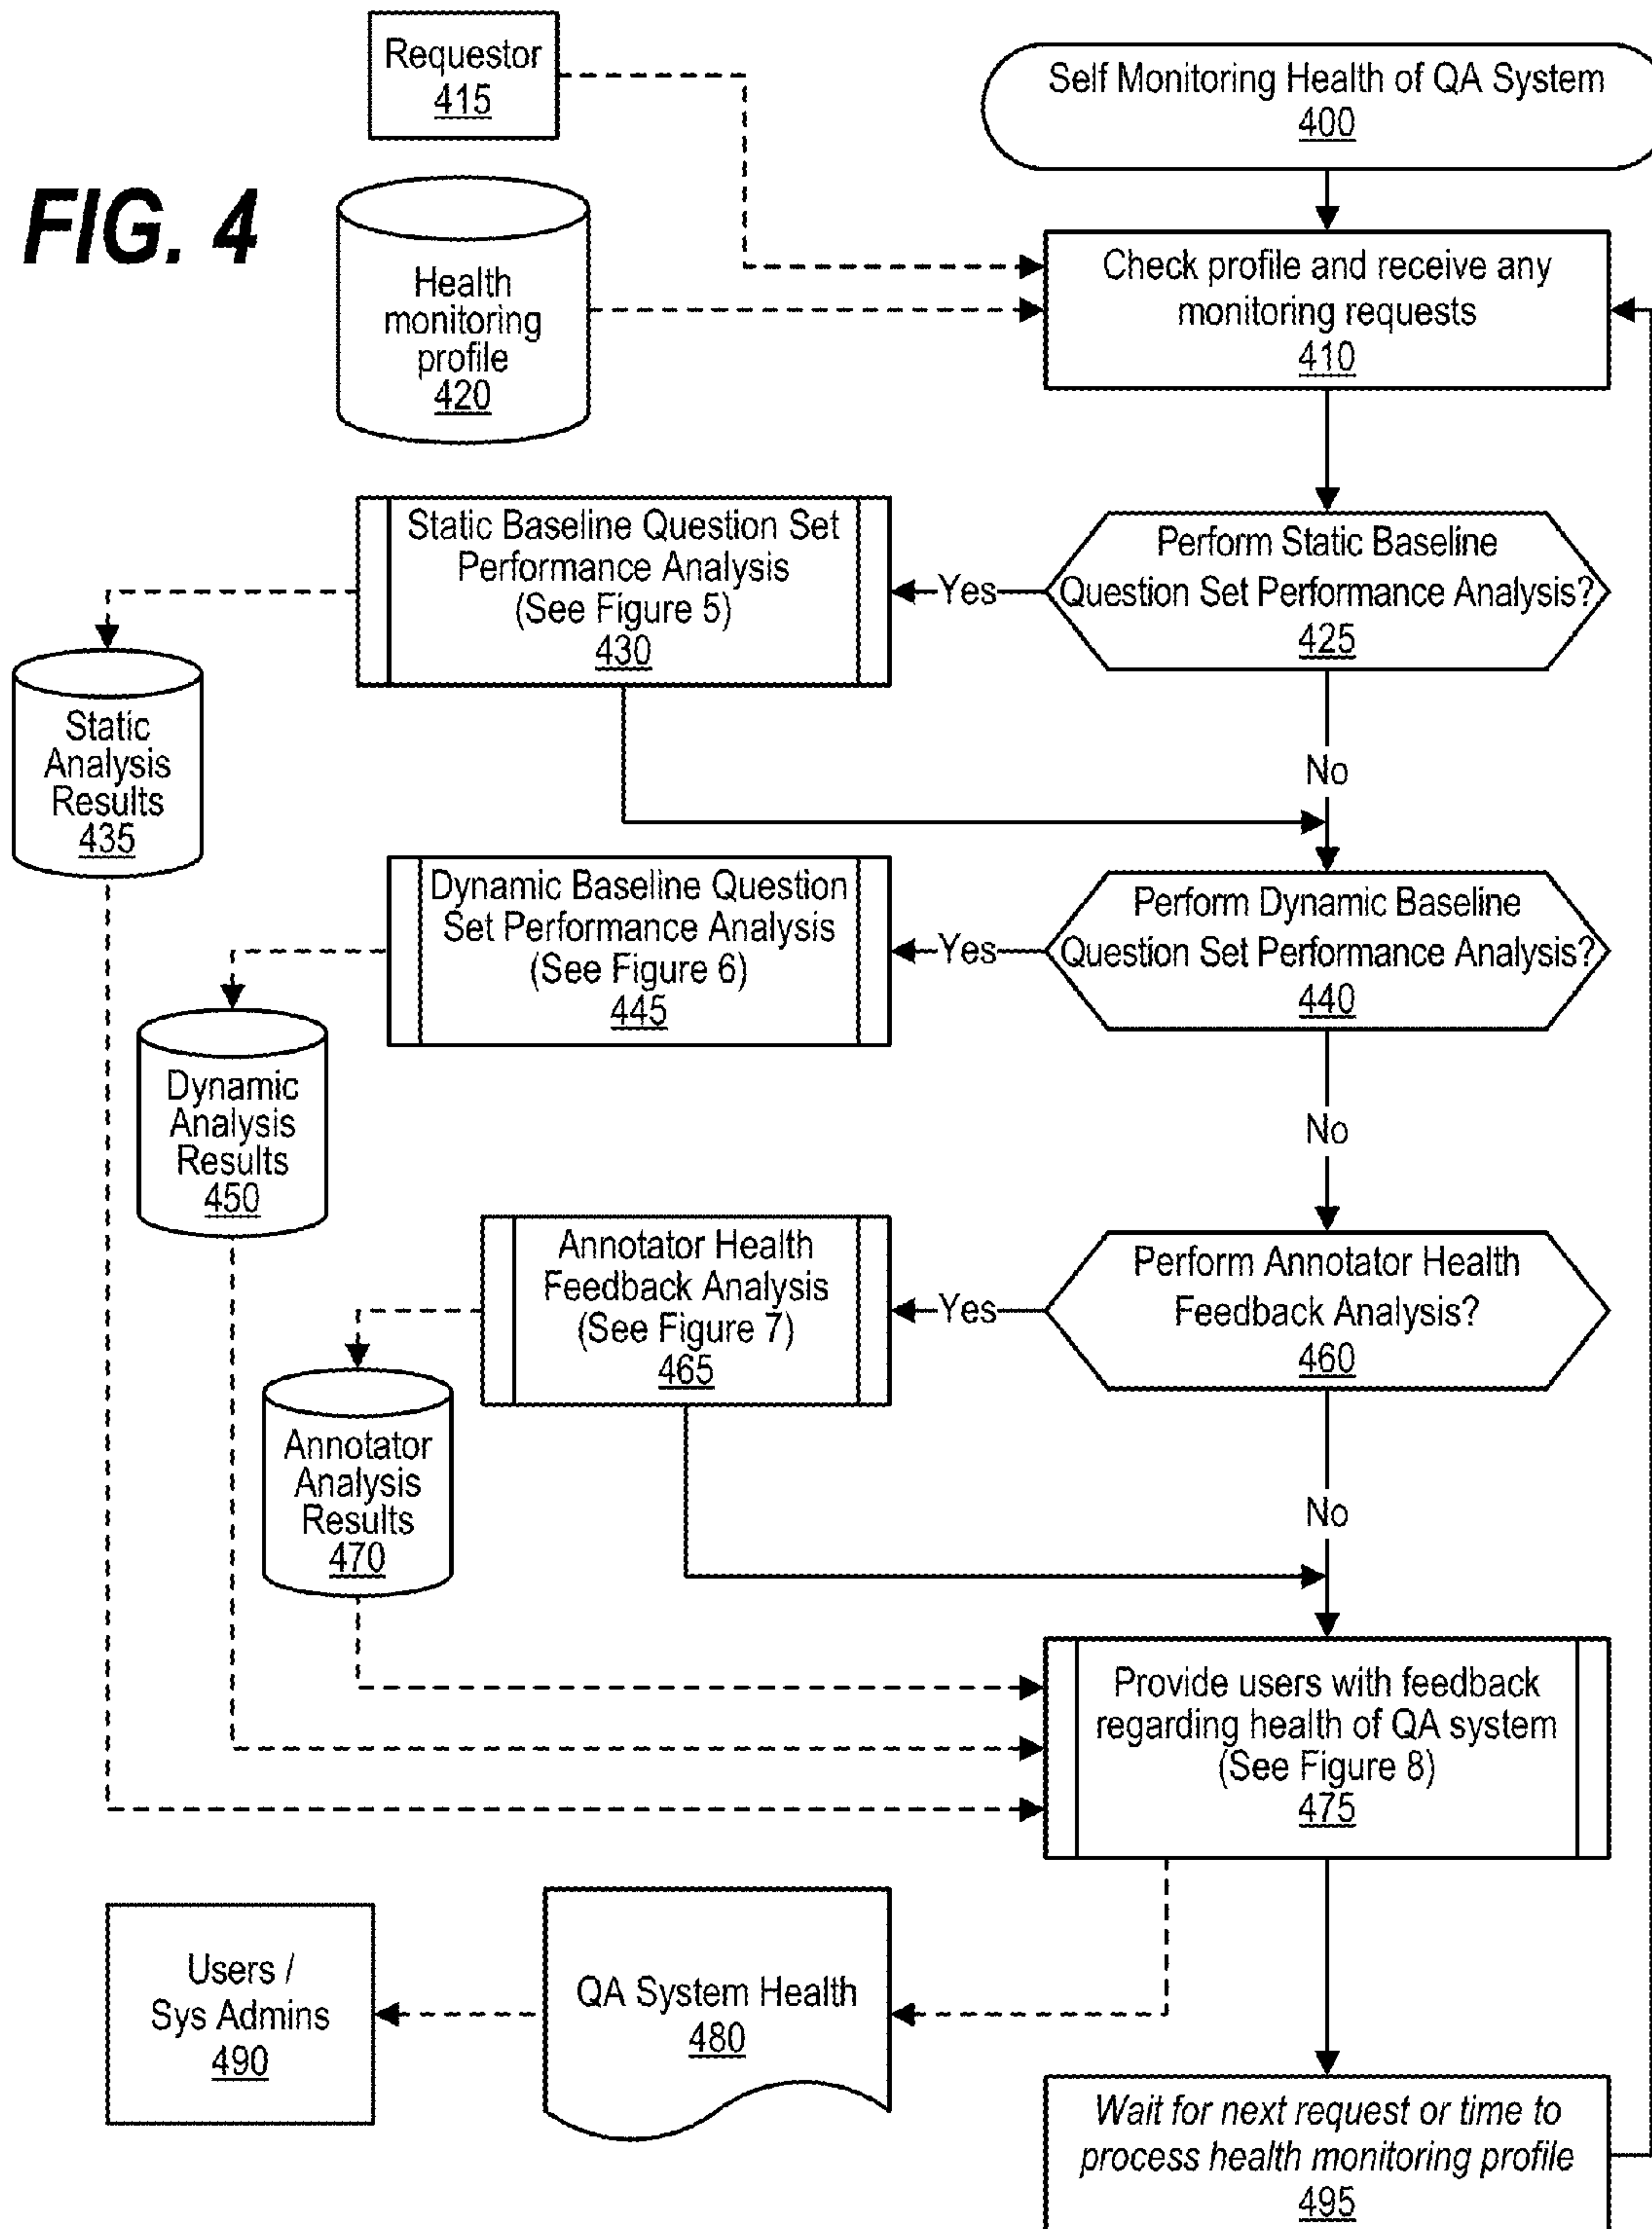 FIG. 4
Requestor
415
Self Monitoring Health of QA System
400
Health
monitoring
profile
420
Check profile and receive any
monitoring requests
410
Static Baseline Question Set
Performance Analysis
(See Figure 5)
430
Yes
Perform Static Baseline
Question Set Performance Analysis?
425
No
Static
Analysis
Results
435
Dynamic Baseline Question
Set Performance Analysis
(See Figure 6)
445
Yes
Perform Dynamic Baseline
Question Set Performance Analysis?
440
No
Dynamic
Analysis
Results
450
Annotator Health
Feedback Analysis
(See Figure 7)
465
Yes
Perform Annotator Health
Feedback Analysis?
460
No
Annotator
Analysis
Results
470
Provide users with feedback
regarding health of QA system
(See Figure 8)
475
Users /
Sys Admins
490
QA System Health
480
Wait for next request or time to
process health monitoring profile
495